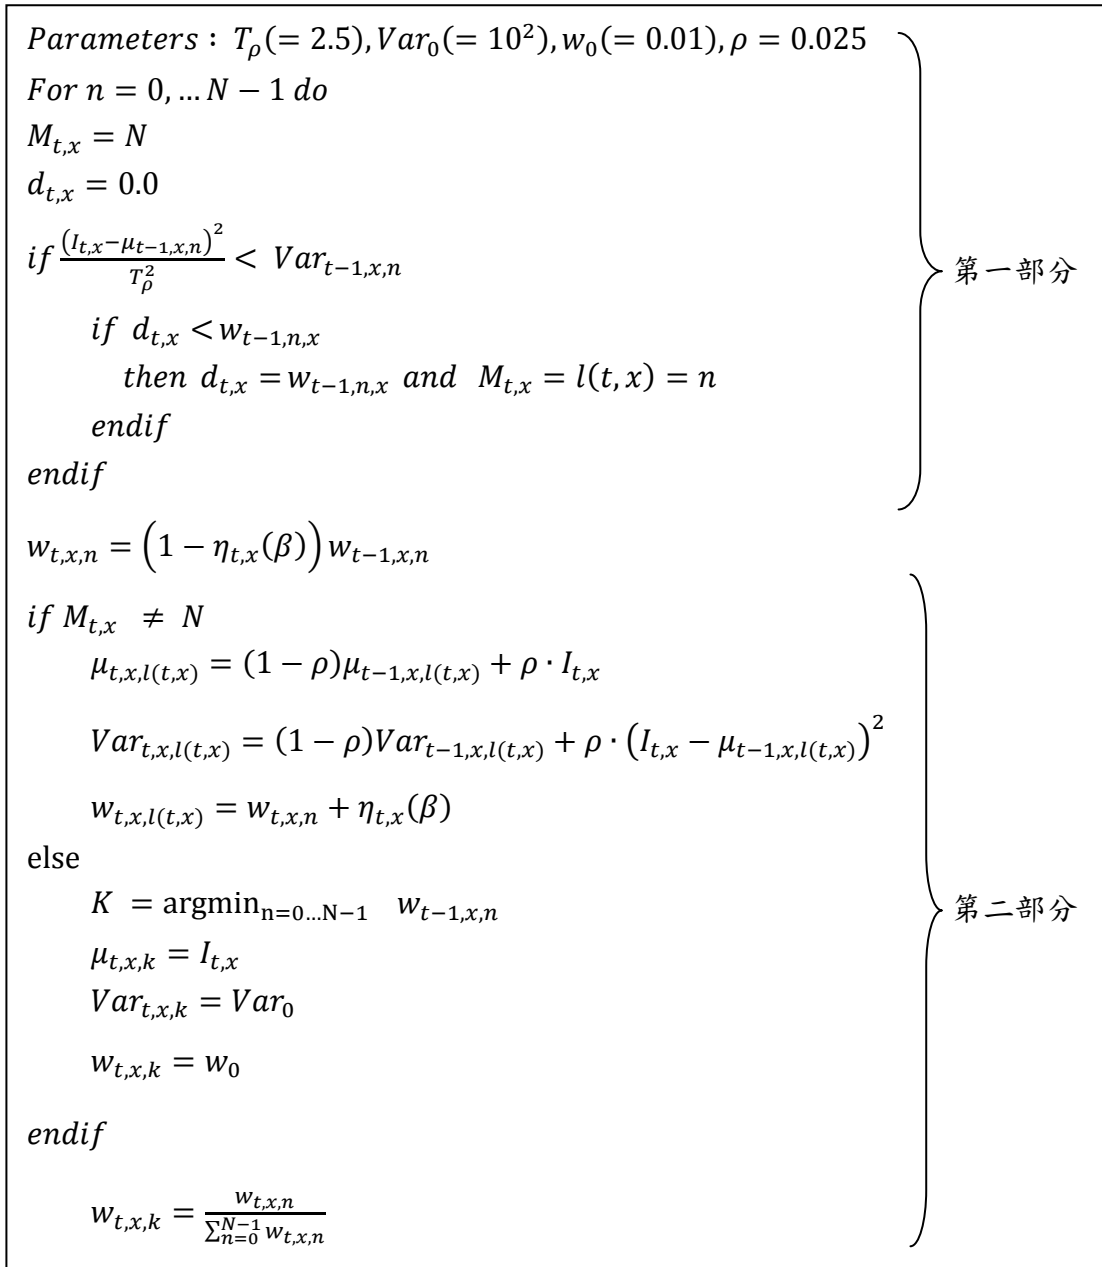 Parameters : T_ρ(= 2.5), Var_0(= 10^2), w_0(= 0.01), ρ = 0.025
For n = 0, … N − 1 do
M_{t,x} = N
d_{t,x} = 0.0
if (I_{t,x}−μ_{t−1,x,n})^2 / T_ρ^2 < Var_{t−1,x,n}
第一部分
if d_{t,x} < w_{t−1,n,x}
then d_{t,x} = w_{t−1,n,x} and M_{t,x} = l(t, x) = n
endif
endif
w_{t,x,n} = (1 − η_{t,x}(β)) w_{t−1,x,n}
if M_{t,x} ≠ N
μ_{t,x,l(t,x)} = (1 − ρ)μ_{t−1,x,l(t,x)} + ρ · I_{t,x}
Var_{t,x,l(t,x)} = (1 − ρ)Var_{t−1,x,l(t,x)} + ρ · (I_{t,x} − μ_{t−1,x,l(t,x)})^2
w_{t,x,l(t,x)} = w_{t,x,n} + η_{t,x}(β)
else
K = argmin_{n=0…N−1} w_{t−1,x,n}
第二部分
μ_{t,x,k} = I_{t,x}
Var_{t,x,k} = Var_0
w_{t,x,k} = w_0
endif
w_{t,x,k} = w_{t,x,n} / ∑_{n=0}^{N−1} w_{t,x,n}